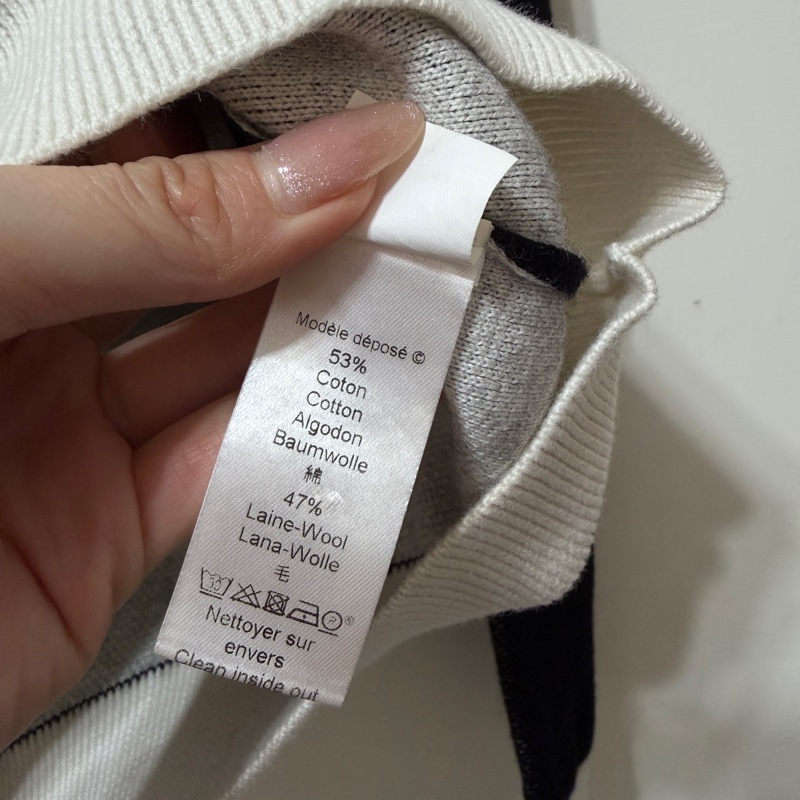 Modèle déposé ©
53%
Coton
Cotton
Algodon
Baumwolle
綿
47%
Laine-Wool
Lana-Wolle
毛
30 P
Nettoyer sur
envers
Clean inside out